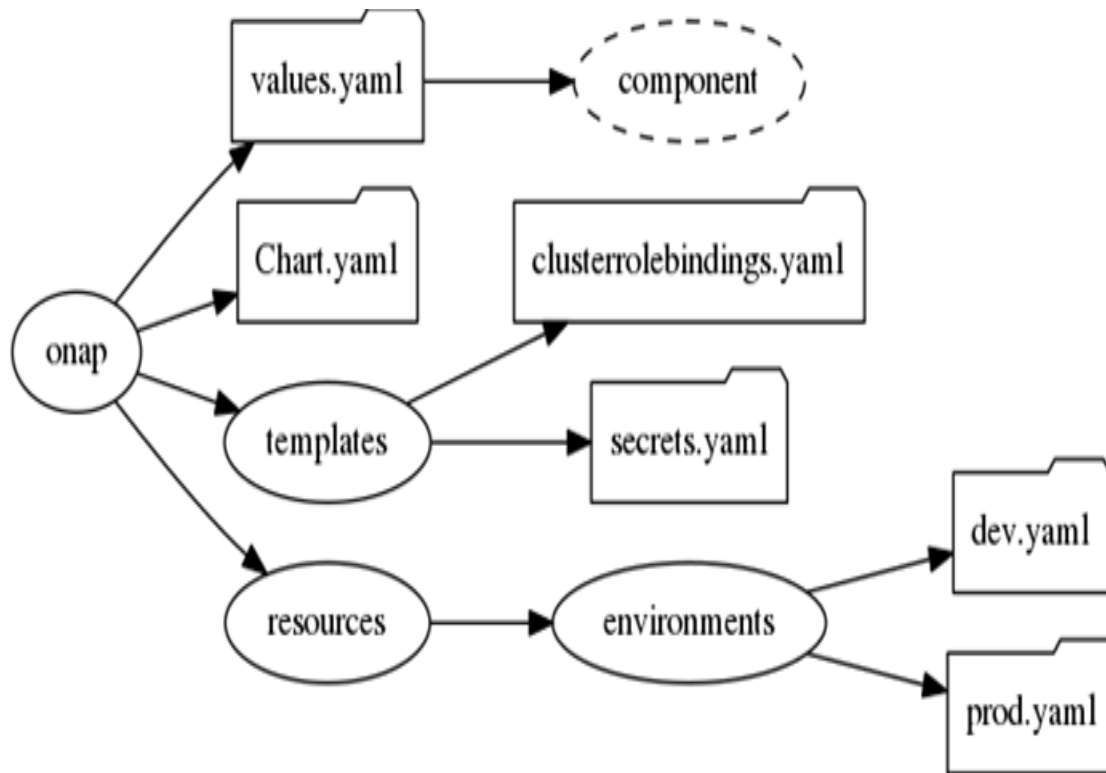 values.yaml
component
Chart.yaml
clusterrolebindings.yaml
onap
templates
secrets.yaml
dev.yaml
resources
environments
prod.yaml